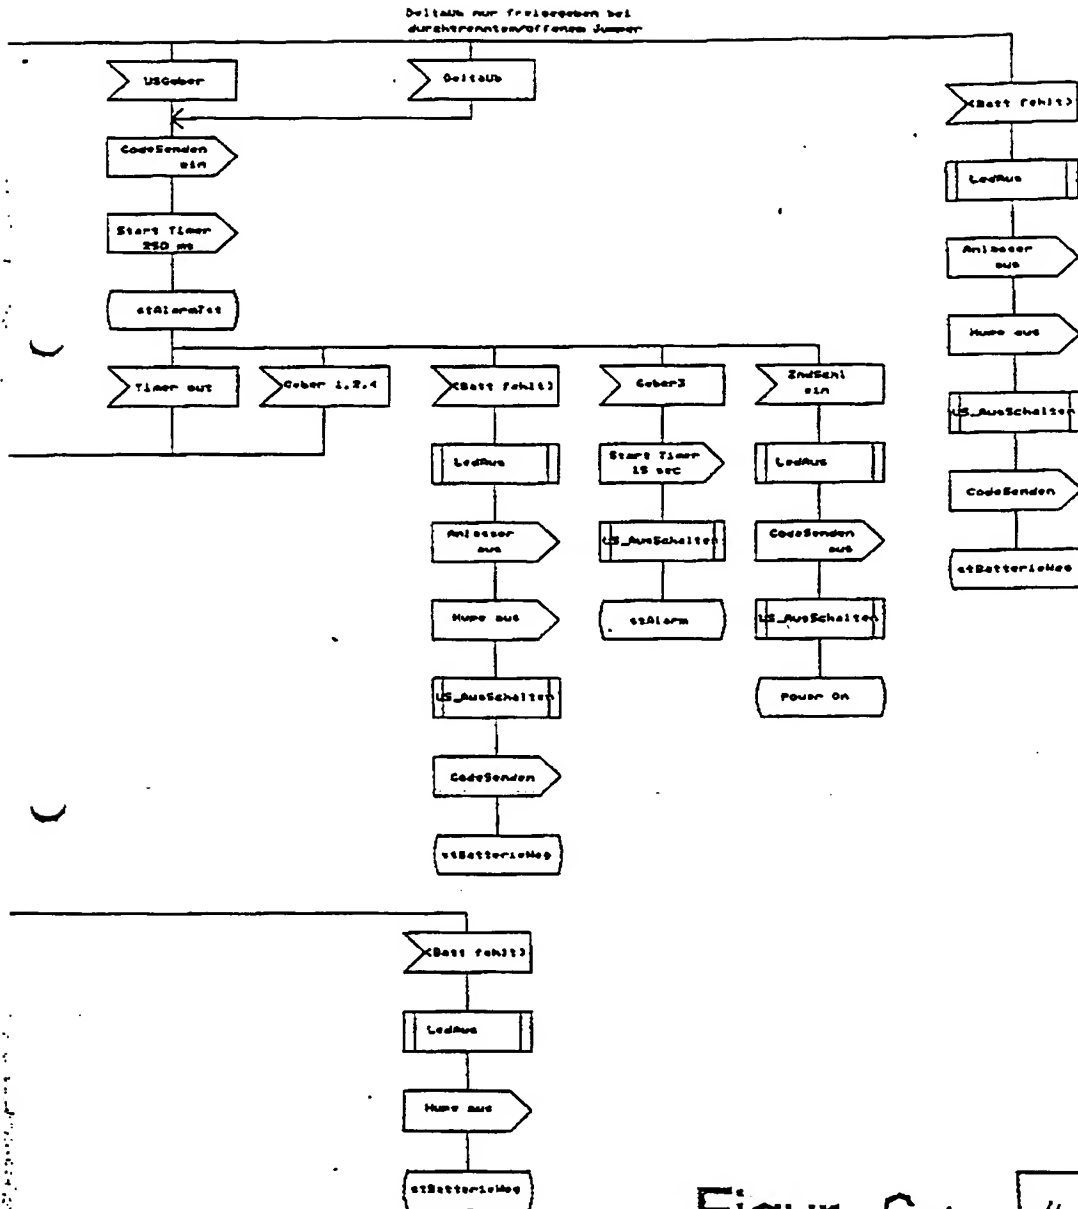 DeltaUb nur freigegeben bei
durchtrenntem/offenem Jumper
USGeber
DeltaUb
<Batt fehlt>
CodeSenden
ein
LedAus
Start Timer
250 ms
Anlasser
aus
stAlarmTst
Hupe aus
Timer out
Geber 1,2,4
<Batt fehlt>
Geber3
ZndSchl
ein
US_AusSchalten
LedAus
Start Timer
15 sec
LedAus
CodeSenden
Anlasser
aus
US_AusSchalten
CodeSenden
aus
stBatterieWeg
Hupe aus
stAlarm
US_AusSchalten
US_AusSchalten
Power On
CodeSenden
stBatterieWeg
<Batt fehlt>
LedAus
Hupe aus
stBatterieWeg
Figur